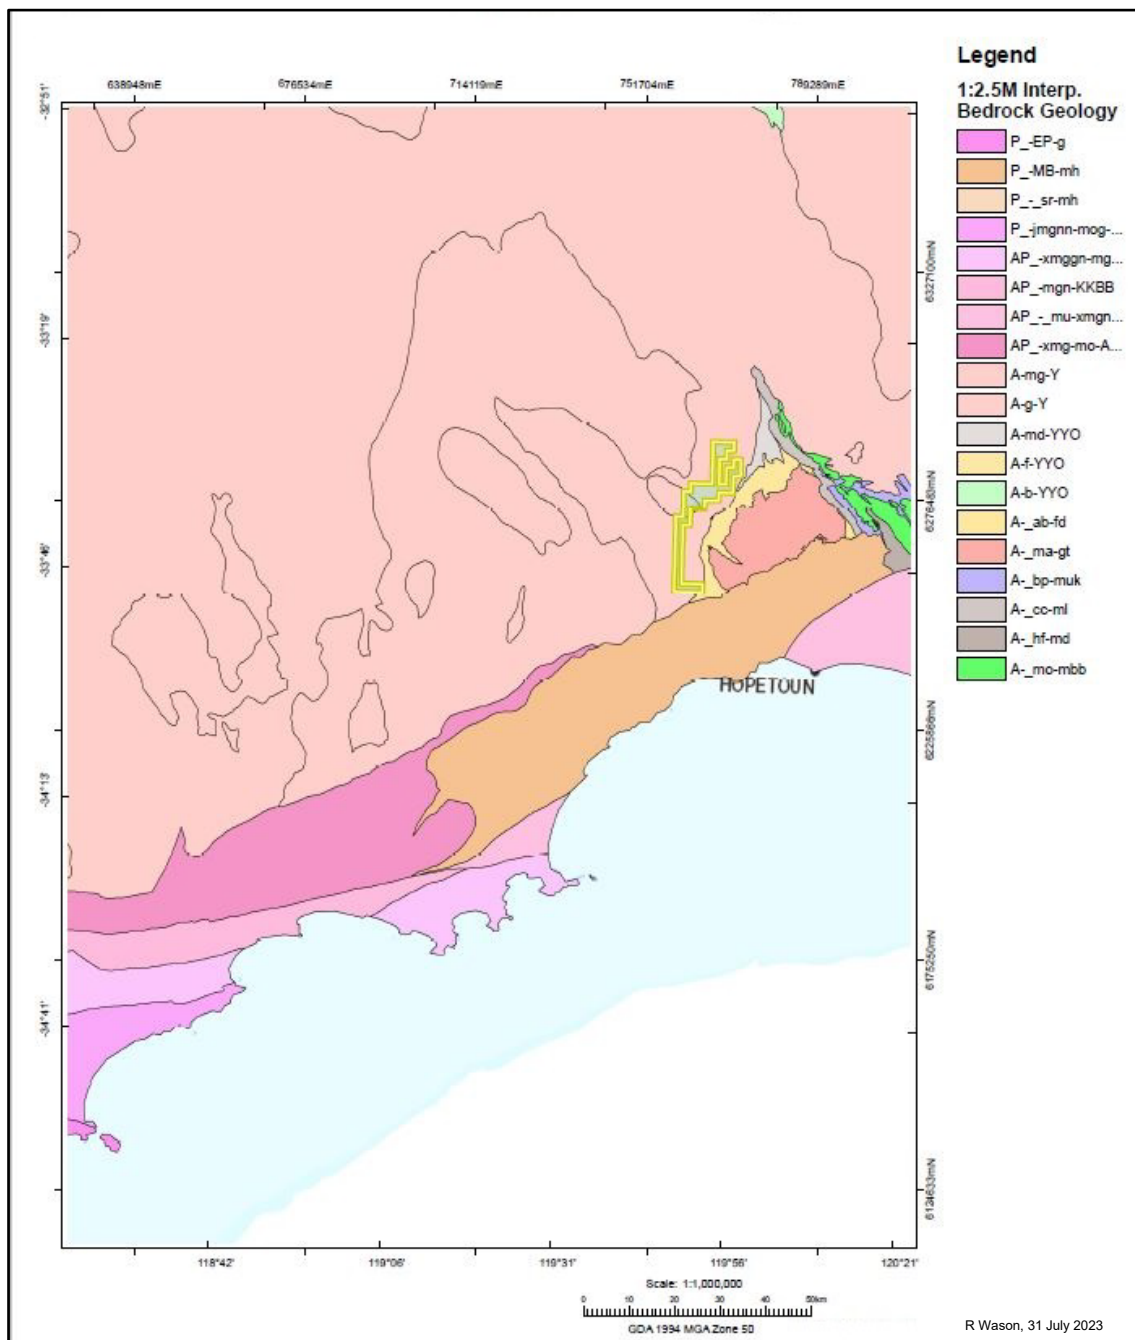 Legend
638948mE 676534mE 714119mE 751704mE 789289mE
1:2.5M Interp.
Bedrock Geology
-32°51'
P_-EP-g
P_-MB-mh
P_-_sr-mh
P_-jmgnn-mog-...
AP_-xmggn-mg...
6327100mN
AP_-mgn-KKBB
AP_-_mu-xmgn...
-33°19'
AP_-xmg-mo-A...
A-mg-Y
A-g-Y
A-md-YYO
A-f-YYO
A-b-YYO
6276483mN
A-_ab-fd
A-_ma-gt
-33°46'
A-_bp-muk
A-_cc-ml
A-_hf-md
A-_mo-mbb
HOPETOUN
6225866mN
-34°13'
6175250mN
-34°41'
6124633mN
118°42' 119°06' 119°31' 119°56' 120°21'
Scale: 1:1,000,000
0 10 20 30 40 50km
GDA 1994 MGA Zone 50
R Wason, 31 July 2023